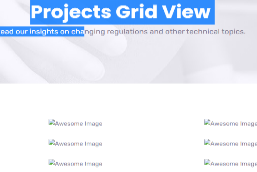 Projects Grid View
ead our insights on changing regulations and other technical topics.
Awesome Image Awesome Image
Awesome Image Awesome Image
Awesome Image Awesome Image